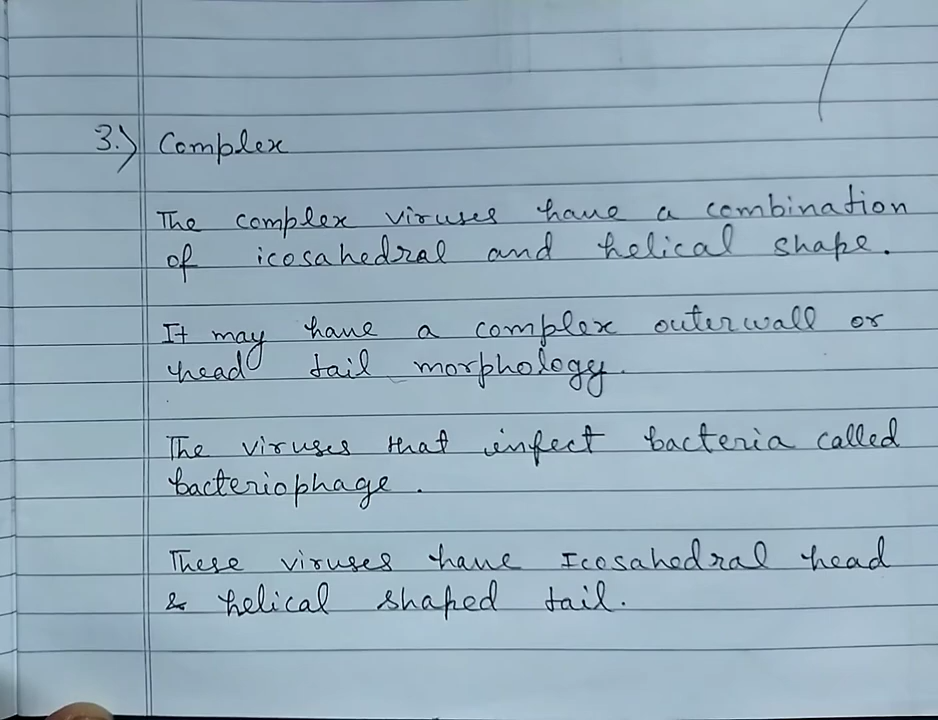 3.) Complex
The complex viruses have a combination
of icosahedral and helical shape.
It may have a complex outerwall or
head tail morphology.
The viruses that infect bacteria called
bacteriophage.
These viruses have Icosahedral head
& helical shaped tail.